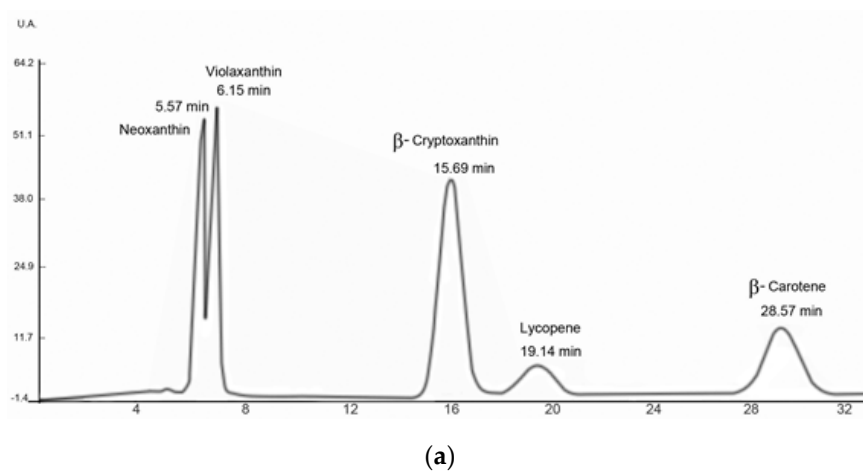 U.A.
64.2
51.1
38.0
24.9
11.7
-1.4
Violaxanthin
6.15 min
5.57 min
Neoxanthin
β- Cryptoxanthin
15.69 min
Lycopene
19.14 min
β- Carotene
28.57 min
4 8 12 16 20 24 28 32
(a)